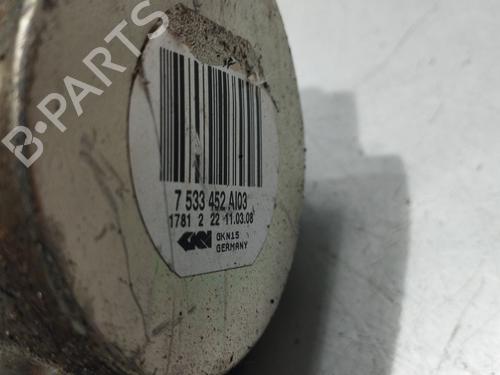 B-PARTS
7 533 452 AI03
1781 2 22 11.03.08
GKN
GKN15
GERMANY